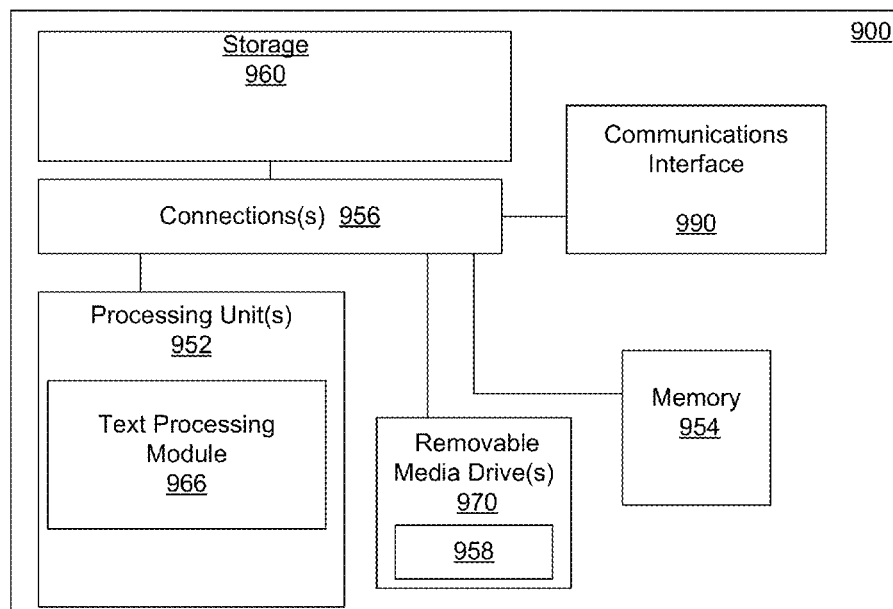 900
Storage
960
Communications
Interface
990
Connections(s) 956
Processing Unit(s)
952
Text Processing
Module
966
Removable
Media Drive(s)
970
958
Memory
954